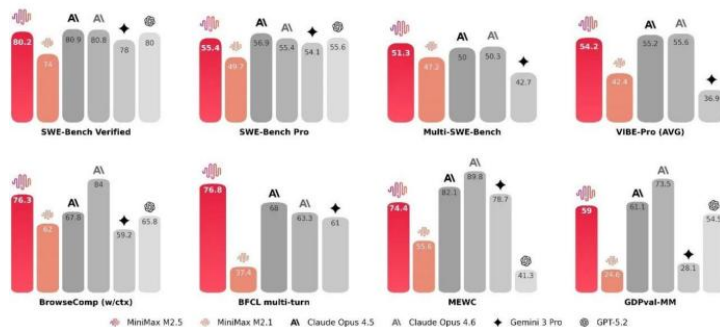 80.2 74 80.9 80.8 78 80
SWE-Bench Verified
55.4 49.7 56.9 55.4 54.1 55.6
SWE-Bench Pro
51.3 47.2 50 50.3 42.7
Multi-SWE-Bench
54.2 42.4 55.2 55.6 36.9
VIBE-Pro (AVG)
76.3 62 67.8 84 59.2 65.8
BrowseComp (w/ctx)
76.8 37.4 68 63.3 61
BFCL multi-turn
74.4 55.6 82.1 89.8 78.7 41.3
MEWC
59 24.6 61.1 73.5 28.1 54.5
GDPval-MM
MiniMax M2.5 MiniMax M2.1 Claude Opus 4.5 Claude Opus 4.6 Gemini 3 Pro GPT-5.2